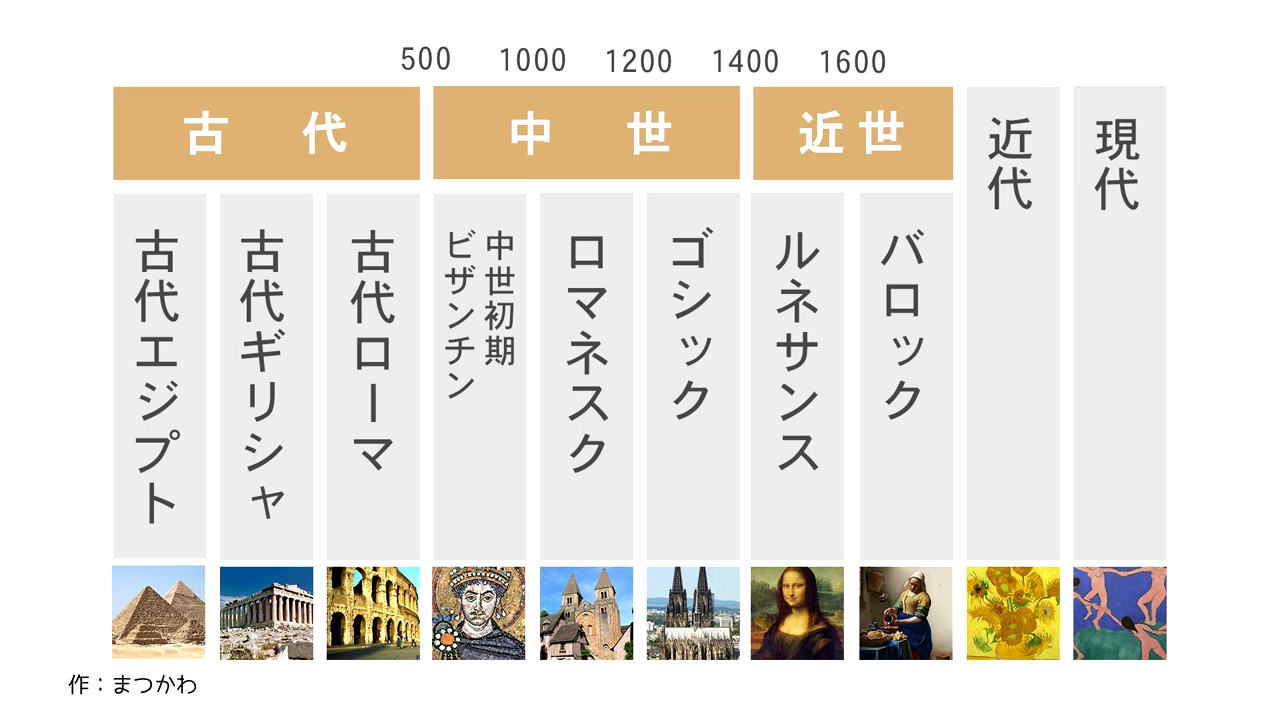 500 1000 1200 1400 1600
古代
中世
近世
近代
現代
古代エジプト
古代ギリシャ
古代ローマ
中世初期
ビザンチン
ロマネスク
ゴシック
ルネサンス
バロック
作：まつかわ